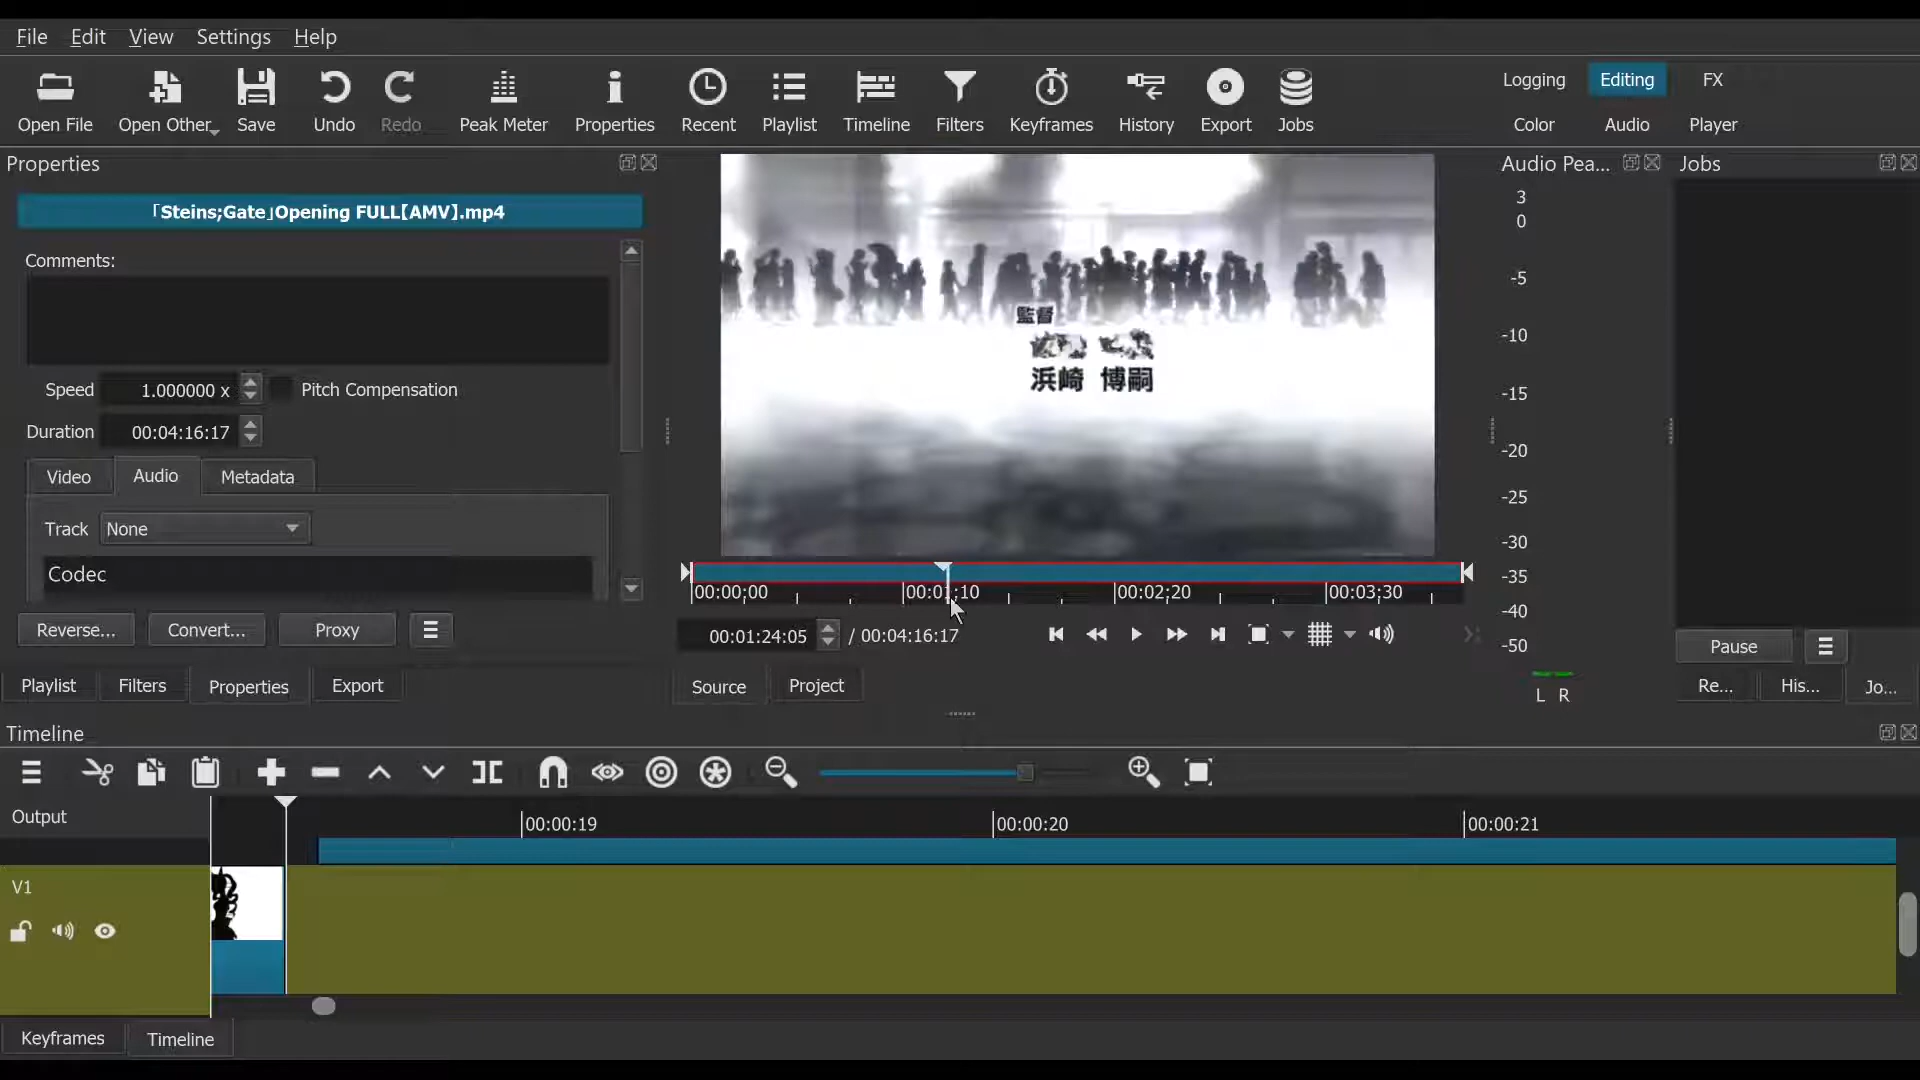 File Edit View Settings Help
Open File Open Other Save Undo Redo Peak Meter Properties Recent Playlist Timeline Filters Keyframes History Export Jobs
Logging Editing FX
Color Audio Player
Properties
「Steins;Gate」Opening FULL【AMV】.mp4
Comments:
Speed 1.000000 x Pitch Compensation
Duration 00:04:16:17
Video Audio Metadata
Track None
Codec
Reverse... Convert... Proxy
Playlist Filters Properties Export
監督
浜崎 博嗣
00:00;00 00:01;10 00:02;20 00:03;30
00:01:24:05 / 00:04:16:17
Source Project
Audio Pea...
3
0
-5
-10
-15
-20
-25
-30
-35
-40
-50
L R
Jobs
Pause
Re... His... Jo...
Timeline
Output 00:00:19 00:00:20 00:00:21
V1
Keyframes Timeline